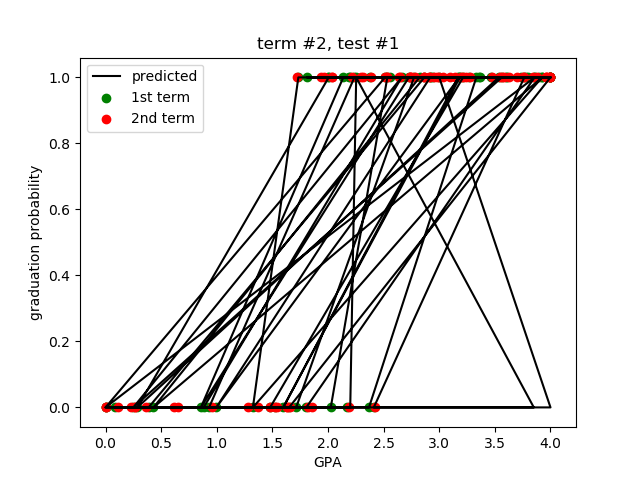 term #2, test #1
predicted
1st term
2nd term
graduation probability
1.0
0.8
0.6
0.4
0.2
0.0
0.0 0.5 1.0 1.5 2.0 2.5 3.0 3.5 4.0
GPA